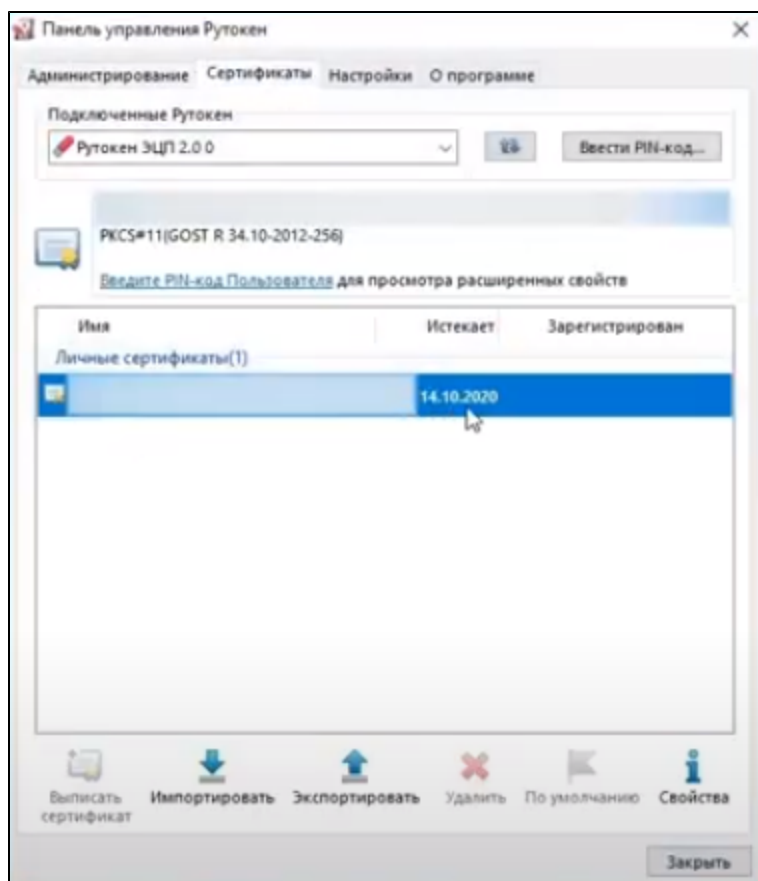 Панель управления Рутокен
Администрирование Сертификаты Настройки О программе
Подключенные Рутокен
Рутокен ЭЦП 2.0 0
Ввести PIN-код...
PKCS#11(GOST R 34.10-2012-256)
Введите PIN-код Пользователя для просмотра расширенных свойств
Имя Истекает Зарегистрирован
Личные сертификаты(1)
14.10.2020
Выписать сертификат
Импортировать
Экспортировать
Удалить
По умолчанию
Свойства
Закрыть